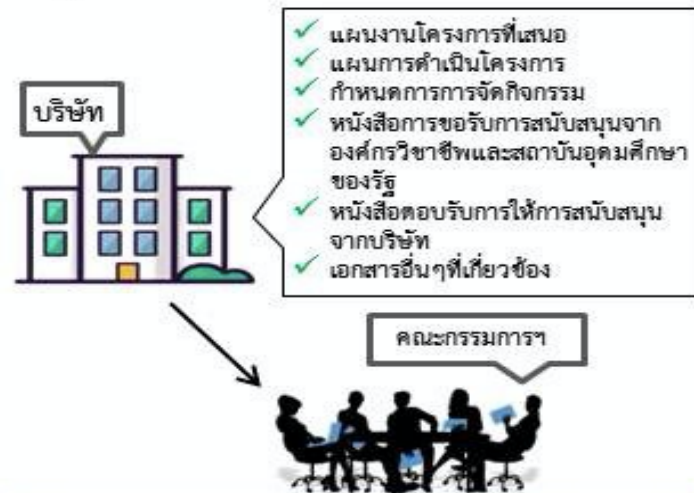 บริษัท
แผนงานโครงการที่เสนอ
แผนการดำเนินโครงการ
กำหนดการการจัดกิจกรรม
หนังสือการขอรับการสนับสนุนจาก
องค์กรวิชาชีพและสถาบันอุดมศึกษา
ของรัฐ
หนังสือตอบรับการให้การสนับสนุน
จากบริษัท
เอกสารอื่นๆที่เกี่ยวข้อง
คณะกรรมการฯ